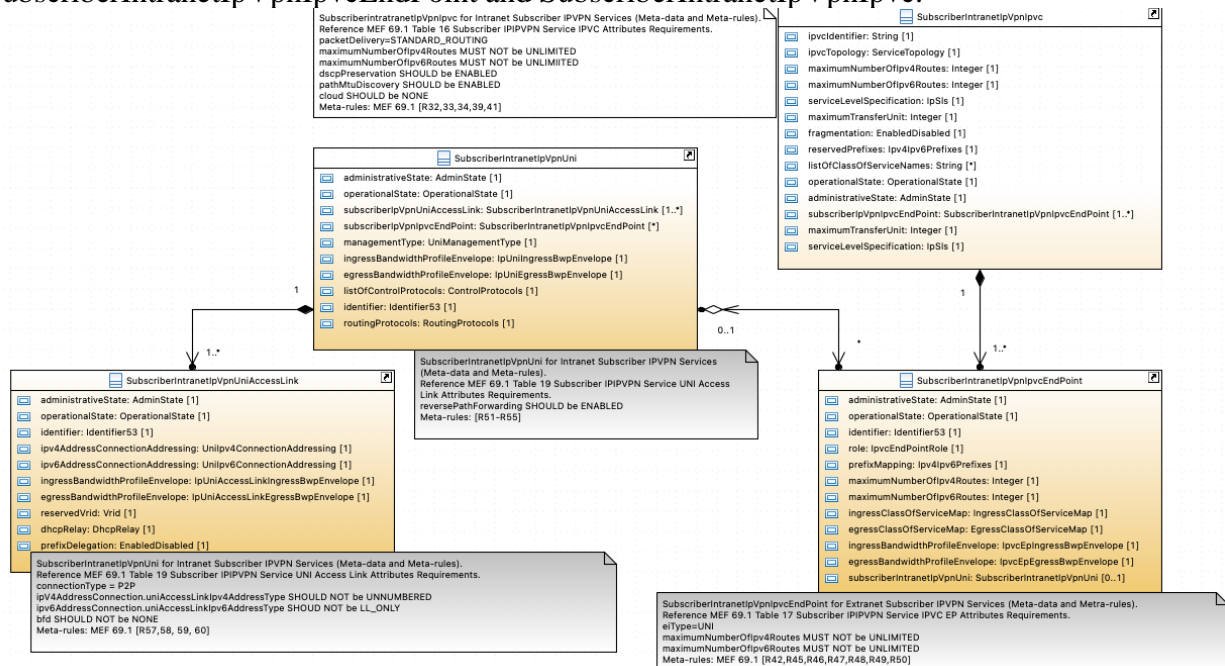 SubscriberIntranetIpVpnIpvcEndPoint and SubscriberIntranetIpVpnIpvc.
SubscriberintratranetIpVpnIpvc for Intranet Subscriber IPVPN Services (Meta-data and Meta-rules).
Reference MEF 69.1 Table 16 Subscriber IPIPVPN Service IPVC Attributes Requirements.
packetDelivery=STANDARD_ROUTING
maximumNumberOfIpv4Routes MUST NOT be UNLIMITED
maximumNumberOfIpv6Routes MUST NOT be UNLIMIITED
dscpPreservation SHOULD be ENABLED
pathMtuDiscovery SHOULD be ENABLED
cloud SHOULD be NONE
Meta-rules: MEF 69.1 [R32,33,34,39,41]
SubscriberIntranetIpVpnIpvc
ipvcIdentifier: String [1]
ipvcTopology: ServiceTopology [1]
maximumNumberOfIpv4Routes: Integer [1]
maximumNumberOfIpv6Routes: Integer [1]
serviceLevelSpecification: IpSls [1]
maximumTransferUnit: Integer [1]
fragmentation: EnabledDisabled [1]
reservedPrefixes: Ipv4Ipv6Prefixes [1]
listOfClassOfServiceNames: String [*]
operationalState: OperationalState [1]
administrativeState: AdminState [1]
subscriberIpVpnIpvcEndPoint: SubscriberIntranetIpVpnIpvcEndPoint [1..*]
maximumTransferUnit: Integer [1]
serviceLevelSpecification: IpSls [1]
SubscriberIntranetIpVpnUni
administrativeState: AdminState [1]
operationalState: OperationalState [1]
subscriberIpVpnUniAccessLink: SubscriberIntranetIpVpnUniAccessLink [1..*]
subscriberIpVpnIpvcEndPoint: SubscriberIntranetIpVpnIpvcEndPoint [*]
managementType: UniManagementType [1]
ingressBandwidthProfileEnvelope: IpUniIngressBwpEnvelope [1]
egressBandwidthProfileEnvelope: IpUniEgressBwpEnvelope [1]
listOfControlProtocols: ControlProtocols [1]
identifier: Identifier53 [1]
routingProtocols: RoutingProtocols [1]
1
1..*
0..1
*
1
1..*
SubscriberIntranetIpVpnUni for Intranet Subscriber IPVPN Services
(Meta-data and Meta-rules).
Reference MEF 69.1 Table 19 Subscriber IPIPVPN Service UNI Access
Link Attributes Requirements.
reversePathForwarding SHOULD be ENABLED
Meta-rules: [R51-R55]
SubscriberIntranetIpVpnUniAccessLink
administrativeState: AdminState [1]
operationalState: OperationalState [1]
identifier: Identifier53 [1]
ipv4AddressConnectionAddressing: UniIpv4ConnectionAddressing [1]
ipv6AddressConnectionAddressing: UniIpv6ConnectionAddressing [1]
ingressBandwidthProfileEnvelope: IpUniAccessLinkIngressBwpEnvelope [1]
egressBandwidthProfileEnvelope: IpUniAccessLinkEgressBwpEnvelope [1]
reservedVrid: Vrid [1]
dhcpRelay: DhcpRelay [1]
prefixDelegation: EnabledDisabled [1]
SubscriberIntranetIpVpnUni for Intranet Subscriber IPVPN Services (Meta-data and Meta-rules).
Reference MEF 69.1 Table 19 Subscriber IPIPVPN Service UNI Access Link Attributes Requirements.
connectionType = P2P
ipV4AddressConnection.uniAccessLinkIpv4AddressType SHOULD NOT be UNNUMBERED
ipv6AddressConnection.uniAccessLinkIpv6AddressType SHOUD NOT be LL_ONLY
bfd SHOULD NOT be NONE
Meta-rules: MEF 69.1 [R57,58, 59, 60]
SubscriberIntranetIpVpnIpvcEndPoint
administrativeState: AdminState [1]
operationalState: OperationalState [1]
identifier: Identifier53 [1]
role: IpvcEndPointRole [1]
prefixMapping: Ipv4Ipv6Prefixes [1]
maximumNumberOfIpv4Routes: Integer [1]
maximumNumberOfIpv6Routes: Integer [1]
ingressClassOfServiceMap: IngressClassOfServiceMap [1]
egressClassOfServiceMap: EgressClassOfServiceMap [1]
ingressBandwidthProfileEnvelope: IpvcEpIngressBwpEnvelope [1]
egressBandwidthProfileEnvelope: IpvcEpEgressBwpEnvelope [1]
subscriberIntranetIpVpnUni: SubscriberIntranetIpVpnUni [0..1]
SubscriberIntranetIpVpnIpvcEndPoint for Extranet Subscriber IPVPN Services (Meta-data and Metra-rules).
Reference MEF 69.1 Table 17 Subscriber IPIPVPN Service IPVC EP Attributes Requirements.
eiType=UNI
maximumNumberOfIpv4Routes MUST NOT be UNLIMITED
maximumNumberOfIpv6Routes MUST NOT be UNLIMITED
Meta-rules: MEF 69.1 [R42,R45,R46,R47,R48,R49,R50]